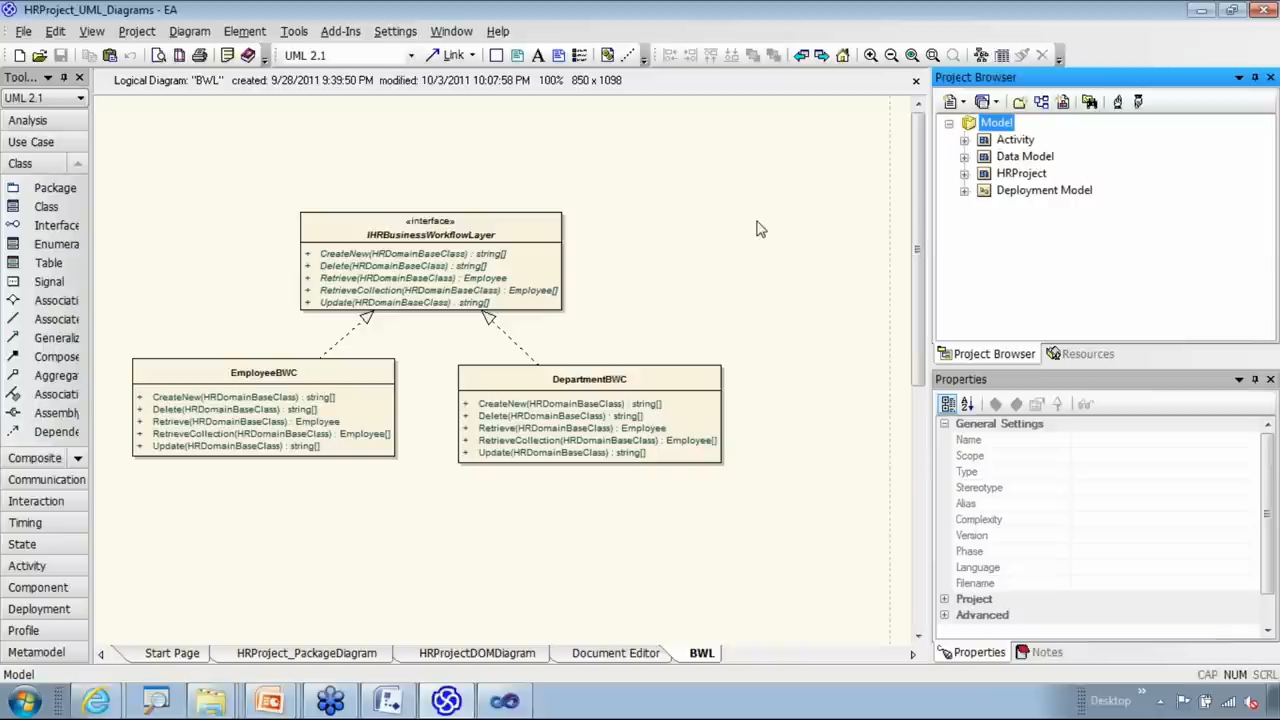 HRProject_UML_Diagrams - EA
File Edit View Project Diagram Element Tools Add-Ins Settings Window Help
UML 2.1
Link
Tool...
Logical Diagram: "BWL" created: 9/28/2011 9:39:50 PM modified: 10/3/2011 10:07:58 PM 100% 850 x 1098
UML 2.1
Analysis
Use Case
Class
Package
Class
Interface
Enumera
Table
Signal
Associati
Associati
Generaliz
Compose
Aggrega
Associati
Assembl
Depende
Composite
Communication
Interaction
Timing
State
Activity
Component
Deployment
Profile
Metamodel
«interface»
IHRBusinessWorkflowLayer
+ CreateNew(HRDomainBaseClass) : string[]
+ Delete(HRDomainBaseClass) : string[]
+ Retrieve(HRDomainBaseClass) : Employee
+ RetrieveCollection(HRDomainBaseClass) : Employee[]
+ Update(HRDomainBaseClass) : string[]
EmployeeBWC
+ CreateNew(HRDomainBaseClass) : string[]
+ Delete(HRDomainBaseClass) : string[]
+ Retrieve(HRDomainBaseClass) : Employee
+ RetrieveCollection(HRDomainBaseClass) : Employee[]
+ Update(HRDomainBaseClass) : string[]
DepartmentBWC
+ CreateNew(HRDomainBaseClass) : string[]
+ Delete(HRDomainBaseClass) : string[]
+ Retrieve(HRDomainBaseClass) : Employee
+ RetrieveCollection(HRDomainBaseClass) : Employee[]
+ Update(HRDomainBaseClass) : string[]
Start Page HRProject_PackageDiagram HRProjectDOMDiagram Document Editor BWL
Project Browser
Model
Activity
Data Model
HRProject
Deployment Model
Project Browser Resources
Properties
General Settings
Name
Scope
Type
Stereotype
Alias
Complexity
Version
Phase
Language
Filename
Project
Advanced
Properties Notes
Model
CAP NUM SCRL
Desktop